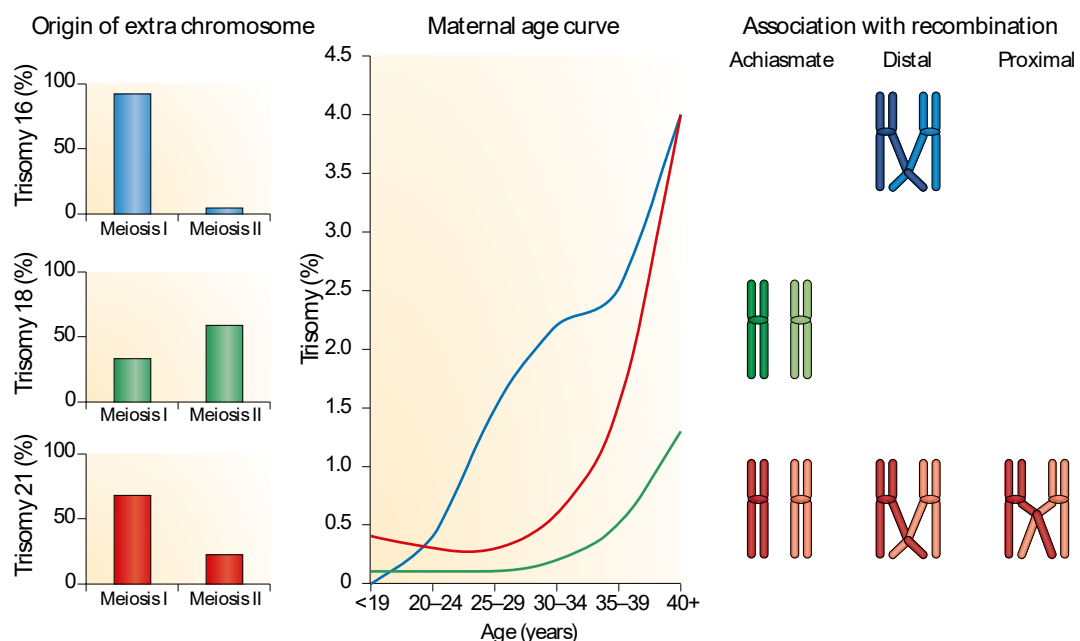 Origin of extra chromosome
Maternal age curve
Association with recombination
Achiasmate
Distal
Proximal
Trisomy 16 (%)
100
50
0
Meiosis I
Meiosis II
Trisomy 18 (%)
100
50
0
Meiosis I
Meiosis II
Trisomy 21 (%)
100
50
0
Meiosis I
Meiosis II
Trisomy (%)
4.5
4.0
3.5
3.0
2.5
2.0
1.5
1.0
0.5
0
<19
20–24
25–29
30–34
35–39
40+
Age (years)